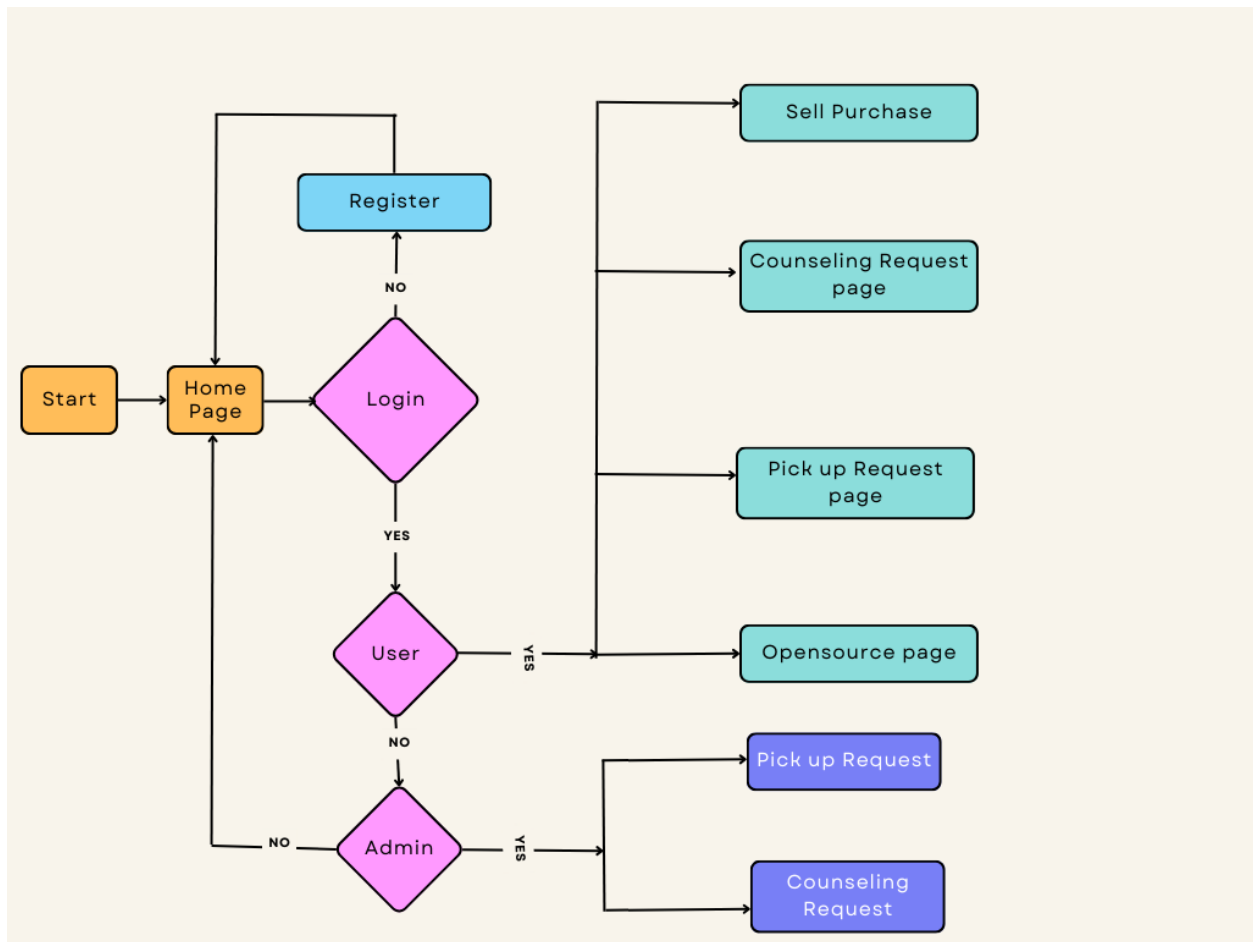 Sell Purchase
Register
Counseling Request
page
NO
Start
Home
Page
Login
Pick up Request
page
YES
User
YES
Opensource page
NO
Pick up Request
Admin
NO
YES
Counseling
Request